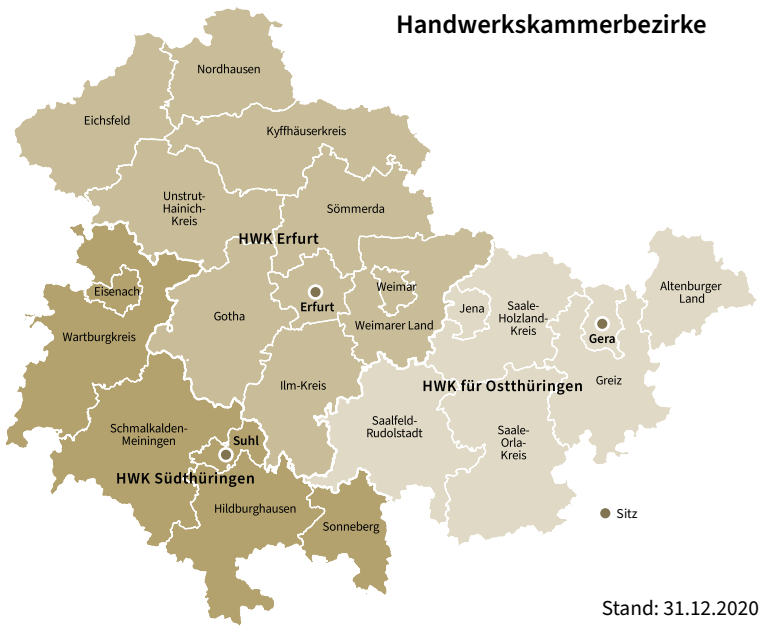 Handwerkskammerbezirke
Nordhausen
Eichsfeld
Kyffhäuserkreis
Unstrut-
Hainich-
Kreis
Sömmerda
HWK Erfurt
Eisenach
Erfurt
Weimar
Altenburger
Land
Gotha
Weimarer Land
Jena
Saale-
Holzland-
Kreis
Gera
Wartburgkreis
Ilm-Kreis
HWK für Ostthüringen
Greiz
Schmalkalden-
Meiningen
Suhl
Saalfeld-
Rudolstadt
Saale-
Orla-
Kreis
HWK Südthüringen
Hildburghausen
Sonneberg
Sitz
Stand: 31.12.2020